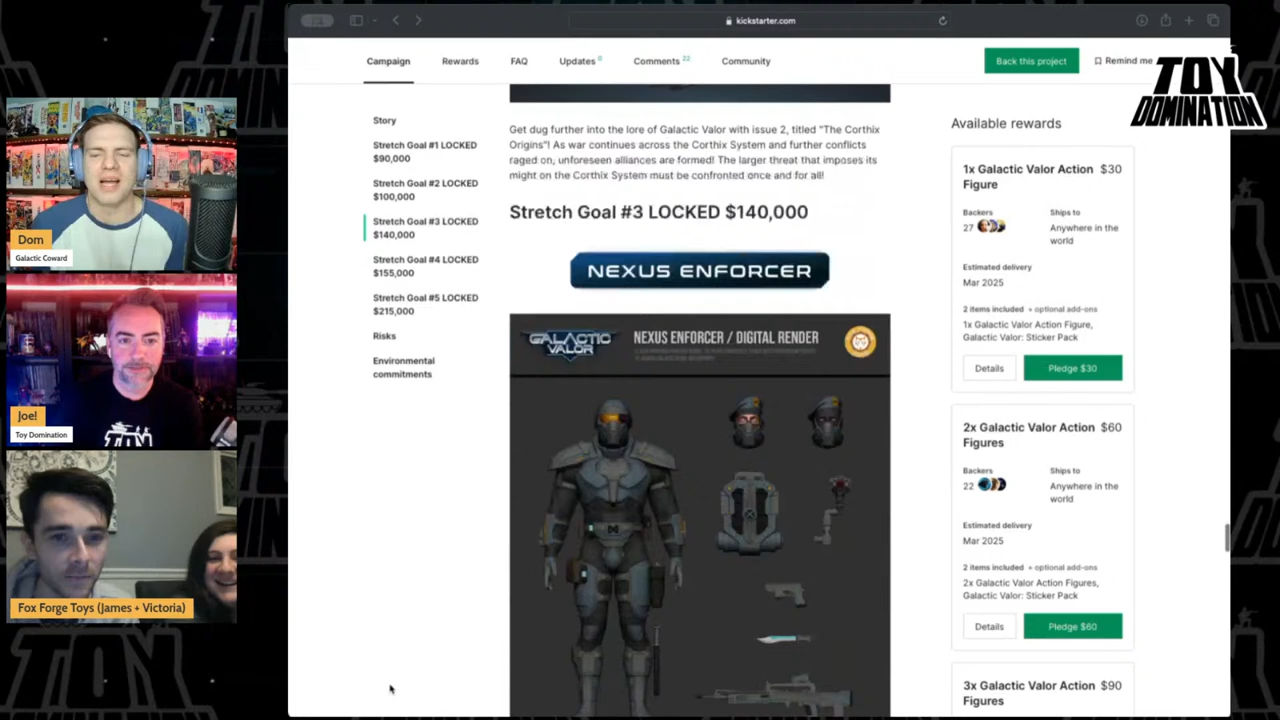 kickstarter.com
Campaign
Rewards
FAQ
Updates 0
Comments 22
Community
Back this project
Remind me
TOY
DOMINATION
Story
Stretch Goal #1 LOCKED
$90,000
Stretch Goal #2 LOCKED
$100,000
Stretch Goal #3 LOCKED
$140,000
Stretch Goal #4 LOCKED
$155,000
Stretch Goal #5 LOCKED
$215,000
Risks
Environmental
commitments
Get dug further into the lore of Galactic Valor with issue 2, titled "The Corthix
Origins"! As war continues across the Corthix System and further conflicts
raged on, unforeseen alliances are formed! The larger threat that imposes its
might on the Corthix System must be confronted once and for all!
Stretch Goal #3 LOCKED $140,000
NEXUS ENFORCER
GALACTIC
VALOR
NEXUS ENFORCER / DIGITAL RENDER
Available rewards
1x Galactic Valor Action
Figure
$30
Backers
27
Ships to
Anywhere in the
world
Estimated delivery
Mar 2025
2 items included + optional add-ons
1x Galactic Valor Action Figure,
Galactic Valor: Sticker Pack
Details
Pledge $30
2x Galactic Valor Action
Figures
$60
Backers
22
Ships to
Anywhere in the
world
Estimated delivery
Mar 2025
2 items included + optional add-ons
2x Galactic Valor Action Figures,
Galactic Valor: Sticker Pack
Details
Pledge $60
3x Galactic Valor Action
Figures
$90
Dom
Galactic Coward
Joe!
Toy Domination
Fox Forge Toys (James + Victoria)